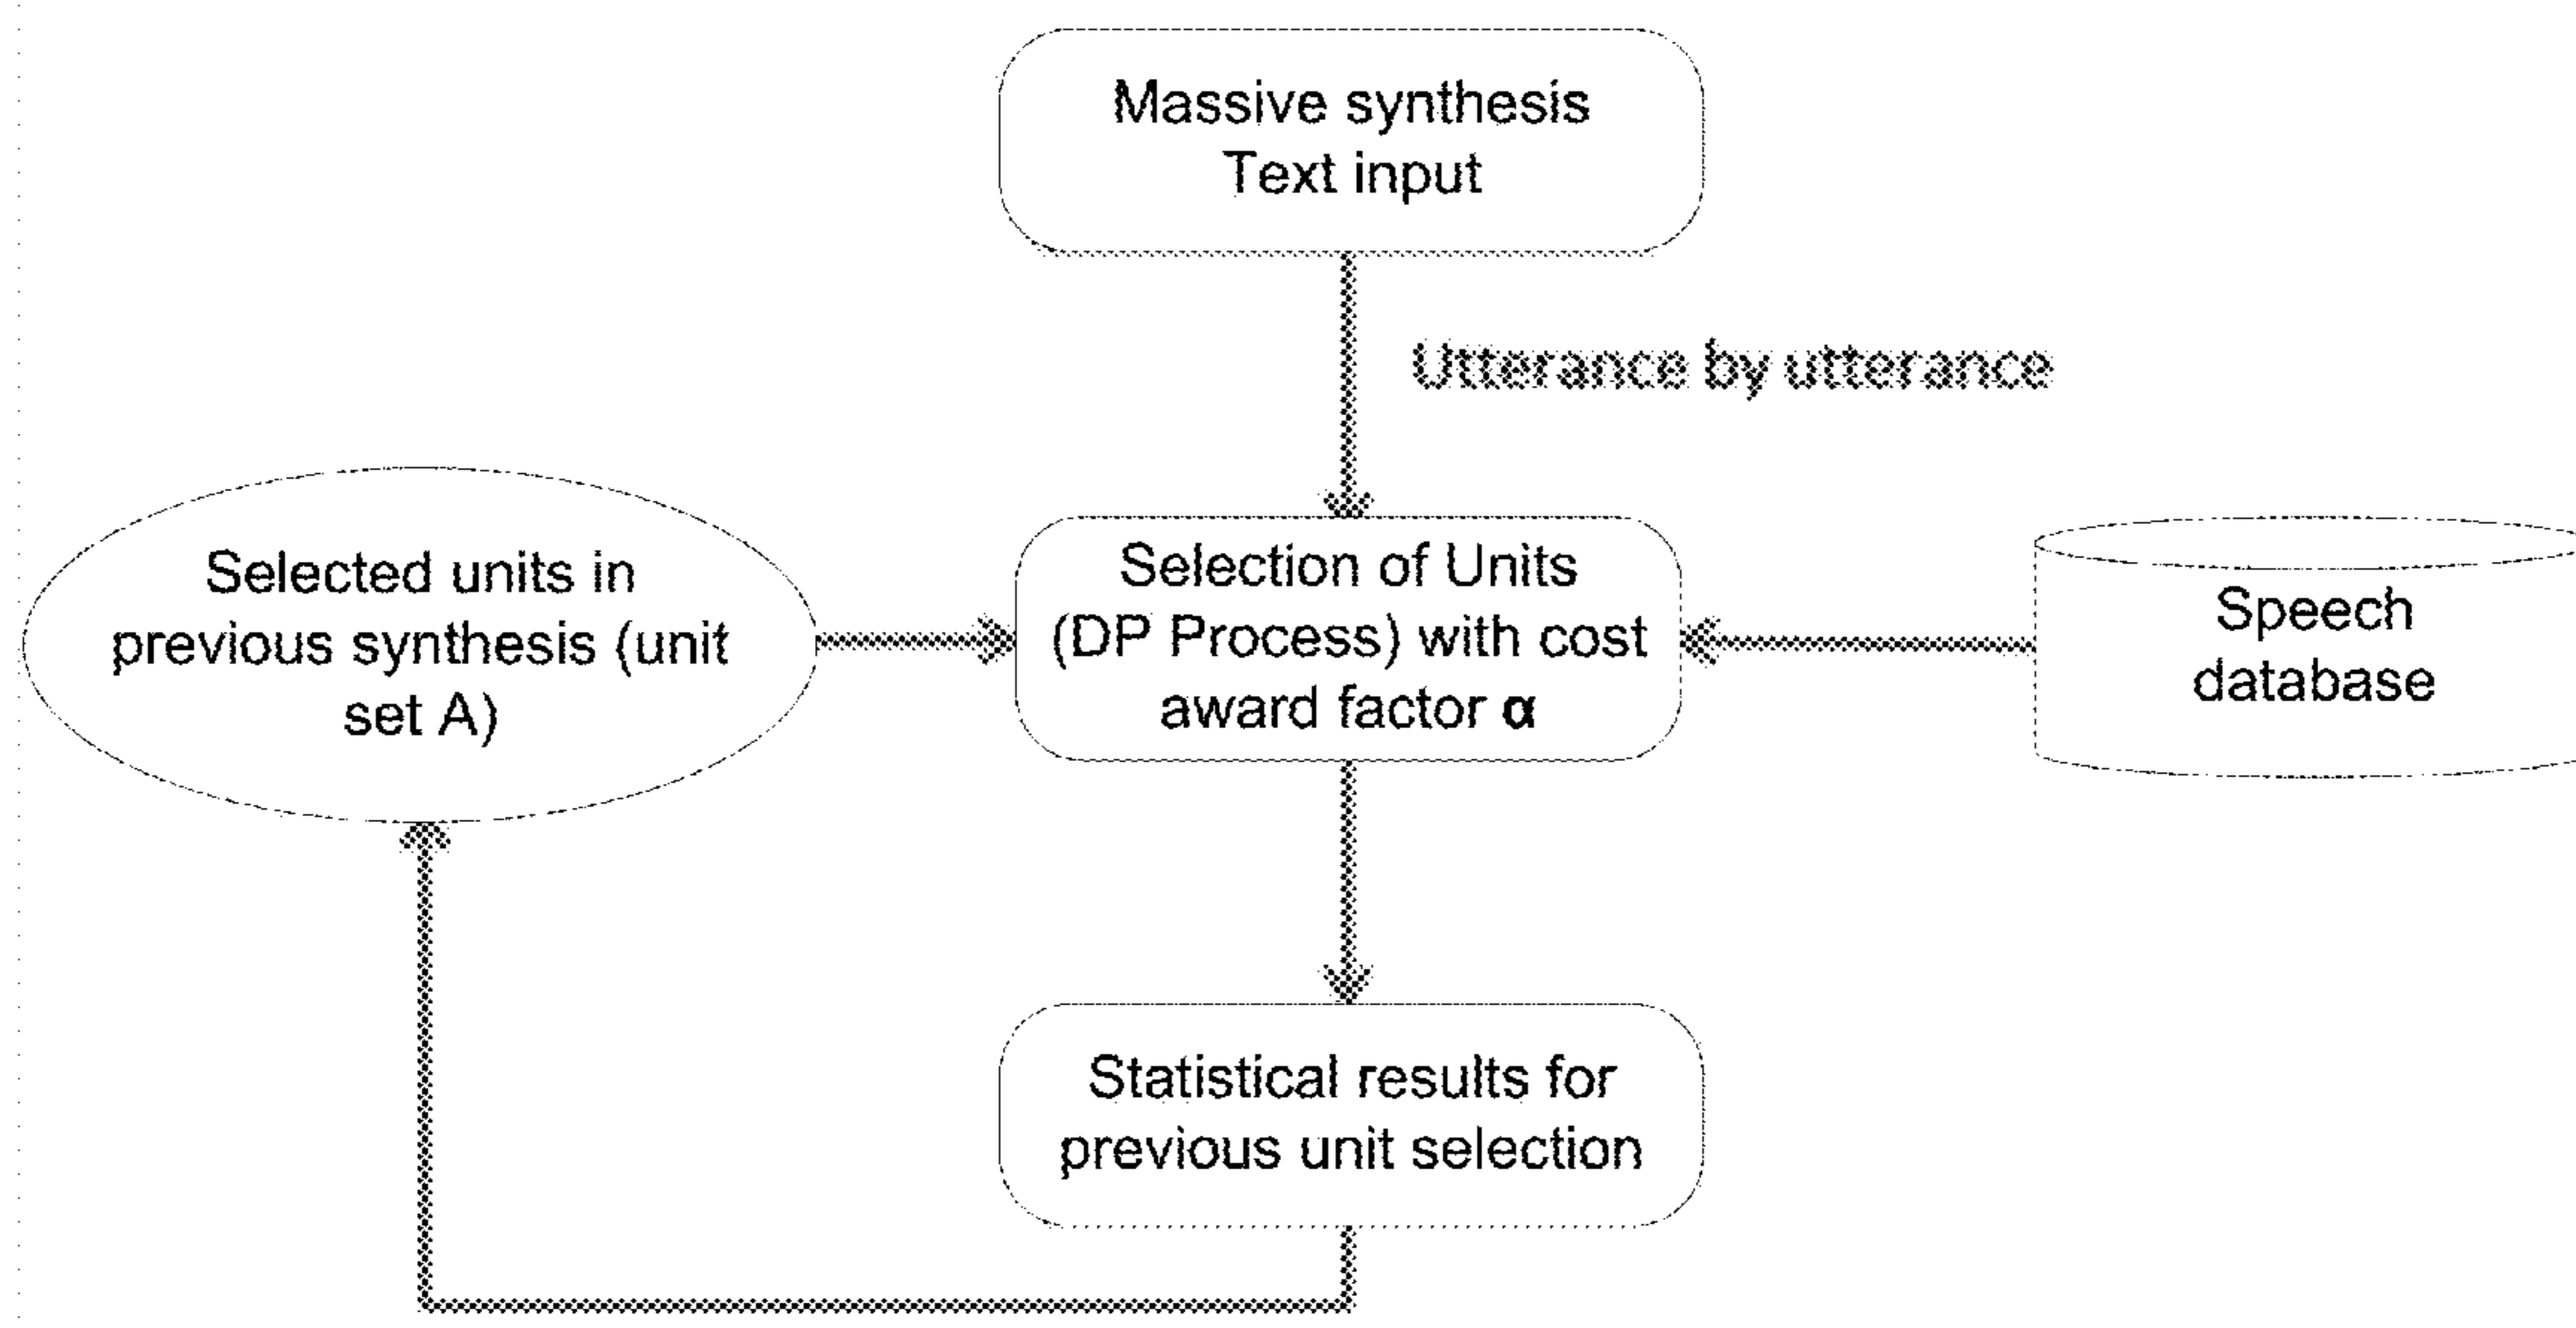 Massive synthesis
Text input
Utterance by utterance
Selected units in
previous synthesis (unit
set A)
Selection of Units
(DP Process) with cost
award factor α
Speech
database
Statistical results for
previous unit selection